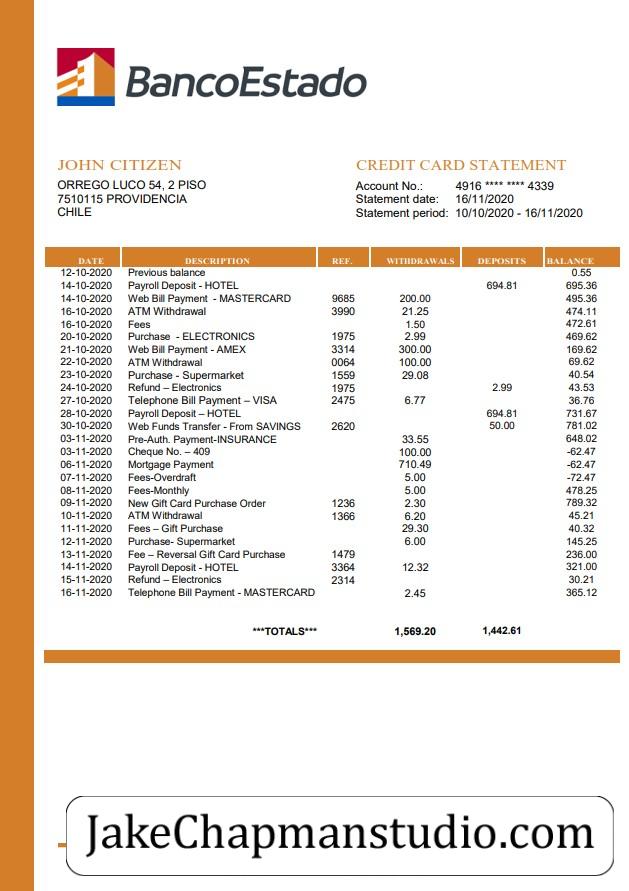 BancoEstado
JOHN CITIZEN
ORREGO LUCO 54, 2 PISO
7510115 PROVIDENCIA
CHILE
CREDIT CARD STATEMENT
Account No.: 4916 **** **** 4339
Statement date: 16/11/2020
Statement period: 10/10/2020 - 16/11/2020
DATE DESCRIPTION REF. WITHDRAWALS DEPOSITS BALANCE
12-10-2020 Previous balance 0.55
14-10-2020 Payroll Deposit - HOTEL 694.81 695.36
14-10-2020 Web Bill Payment - MASTERCARD 9685 200.00 495.36
16-10-2020 ATM Withdrawal 3990 21.25 474.11
16-10-2020 Fees 1.50 472.61
20-10-2020 Purchase - ELECTRONICS 1975 2.99 469.62
21-10-2020 Web Bill Payment - AMEX 3314 300.00 169.62
22-10-2020 ATM Withdrawal 0064 100.00 69.62
23-10-2020 Purchase - Supermarket 1559 29.08 40.54
24-10-2020 Refund – Electronics 1975 2.99 43.53
27-10-2020 Telephone Bill Payment – VISA 2475 6.77 36.76
28-10-2020 Payroll Deposit – HOTEL 694.81 731.67
30-10-2020 Web Funds Transfer - From SAVINGS 2620 50.00 781.02
03-11-2020 Pre-Auth. Payment-INSURANCE 33.55 648.02
03-11-2020 Cheque No. – 409 100.00 -62.47
06-11-2020 Mortgage Payment 710.49 -62.47
07-11-2020 Fees-Overdraft 5.00 -72.47
08-11-2020 Fees-Monthly 5.00 478.25
09-11-2020 New Gift Card Purchase Order 1236 2.30 789.32
10-11-2020 ATM Withdrawal 1366 6.20 45.21
11-11-2020 Fees – Gift Purchase 29.30 40.32
12-11-2020 Purchase- Supermarket 6.00 145.25
13-11-2020 Fee – Reversal Gift Card Purchase 1479 236.00
14-11-2020 Payroll Deposit - HOTEL 3364 12.32 321.00
15-11-2020 Refund – Electronics 2314 30.21
16-11-2020 Telephone Bill Payment - MASTERCARD 2.45 365.12
***TOTALS*** 1,569.20 1,442.61
JakeChapmanstudio.com